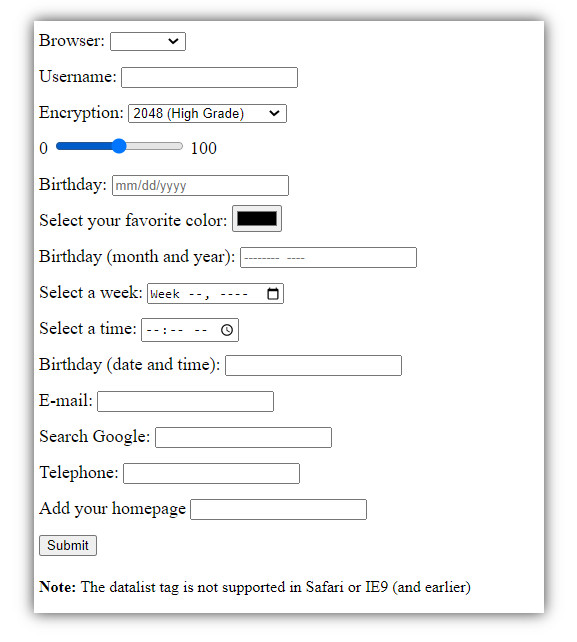 Browser:
Username:
Encryption: 2048 (High Grade)
0 100
Birthday: mm/dd/yyyy
Select your favorite color:
Birthday (month and year): -------- ----
Select a week: Week --, ----
Select a time: --:-- --
Birthday (date and time):
E-mail:
Search Google:
Telephone:
Add your homepage
Submit
Note: The datalist tag is not supported in Safari or IE9 (and earlier)